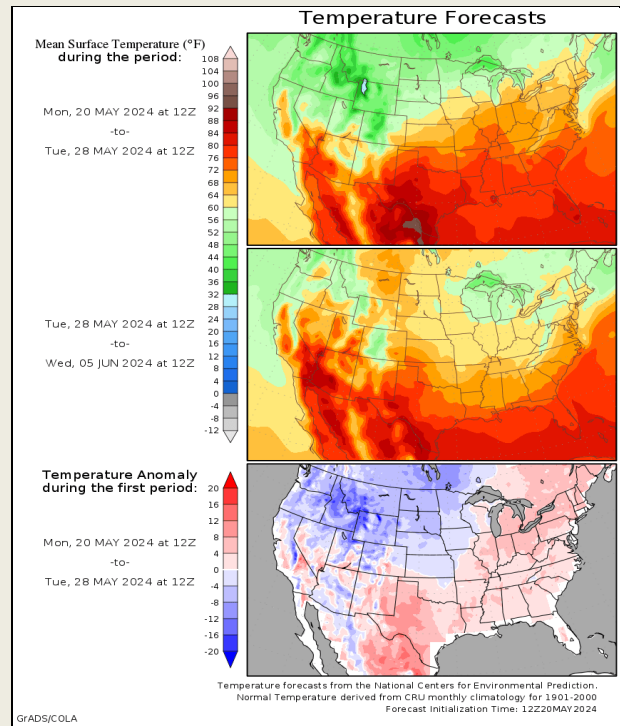 Temperature Forecasts
Mean Surface Temperature (°F)
during the period:
108
104
100
96
92
88
84
80
76
72
68
64
60
56
52
48
44
40
36
32
28
24
20
16
12
8
4
0
-4
-8
-12
Mon, 20 MAY 2024 at 12Z
-to-
Tue, 28 MAY 2024 at 12Z
Tue, 28 MAY 2024 at 12Z
-to-
Wed, 05 JUN 2024 at 12Z
Temperature Anomaly
during the first period:
20
16
12
8
4
0
-4
-8
-12
-16
-20
Mon, 20 MAY 2024 at 12Z
-to-
Tue, 28 MAY 2024 at 12Z
Temperature forecasts from the National Centers for Environmental Prediction.
Normal Temperature derived from CRU monthly climatology for 1901-2000
Forecast Initialization Time: 12Z20MAY2024
GrADS/COLA